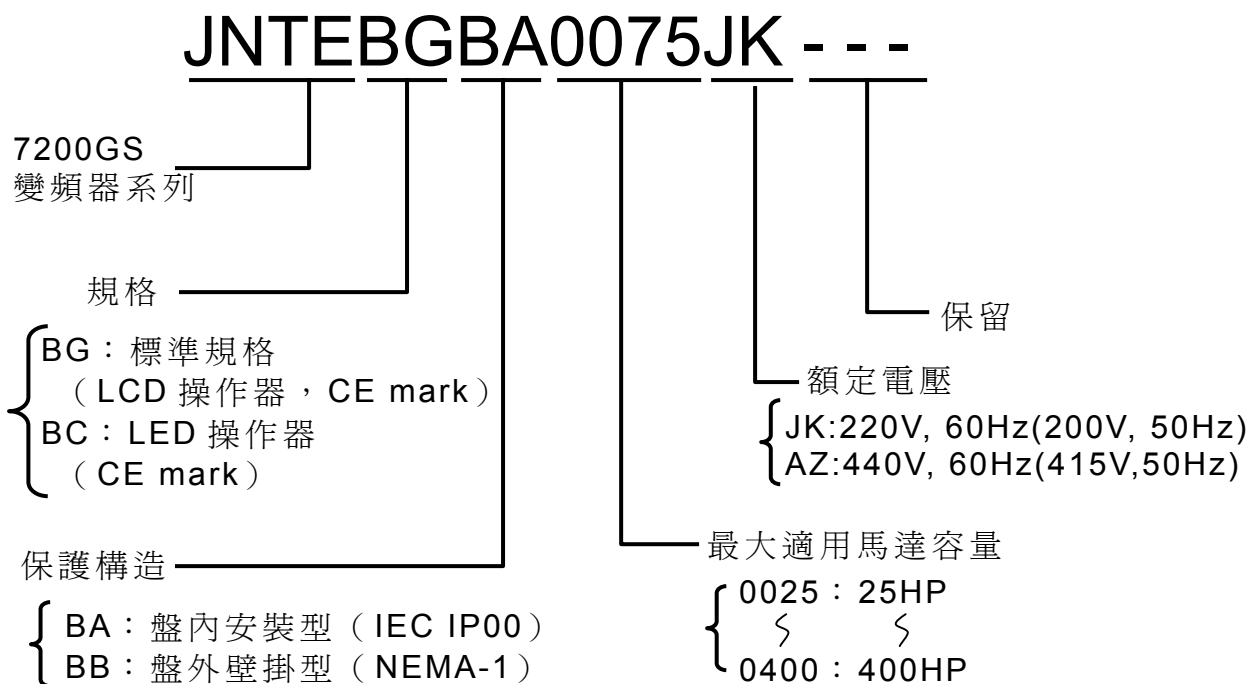 JNTEBGBA0075JK - - -
7200GS
變頻器系列
規格
BG：標準規格
（LCD 操作器，CE mark）
BC：LED 操作器
（CE mark）
保護構造
BA：盤內安裝型（IEC IP00）
BB：盤外壁掛型（NEMA-1）
保留
額定電壓
JK:220V, 60Hz(200V, 50Hz)
AZ:440V, 60Hz(415V,50Hz)
最大適用馬達容量
0025：25HP
0400：400HP